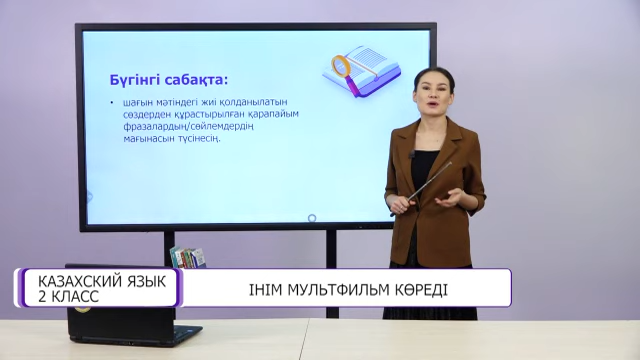 Бүгінгі сабақта:
• шағын мәтіндегі жиі қолданылатын
сөздерден құрастырылған қарапайым
фразалардың/сөйлемдердің
мағынасын түсінесің.
КАЗАХСКИЙ ЯЗЫК
2 КЛАСС
ІНІМ МУЛЬТФИЛЬМ КӨРЕДІ